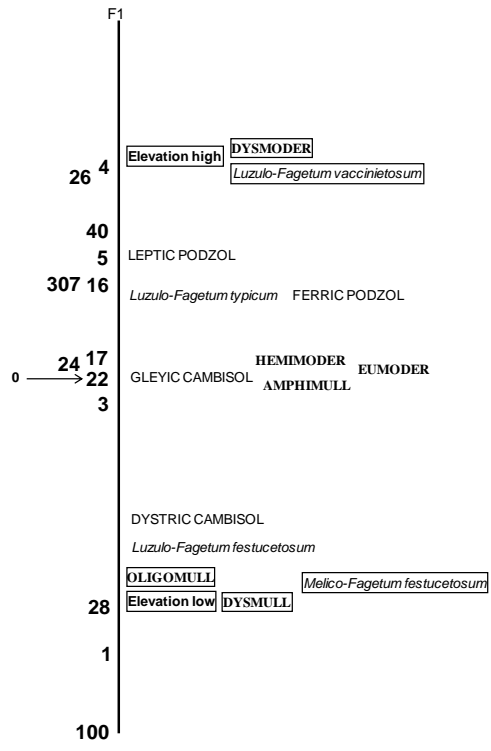 F1
Elevation high DYSMODER
4
26 Luzulo-Fagetum vaccinietosum
40
5 LEPTIC PODZOL
307 16 Luzulo-Fagetum typicum FERRIC PODZOL
17 HEMIMODER
24 EUMODER
0 22 GLEYIC CAMBISOL AMPHIMULL
3
DYSTRIC CAMBISOL
Luzulo-Fagetum festucetosum
OLIGOMULL Melico-Fagetum festucetosum
28 Elevation low DYSMULL
1
100